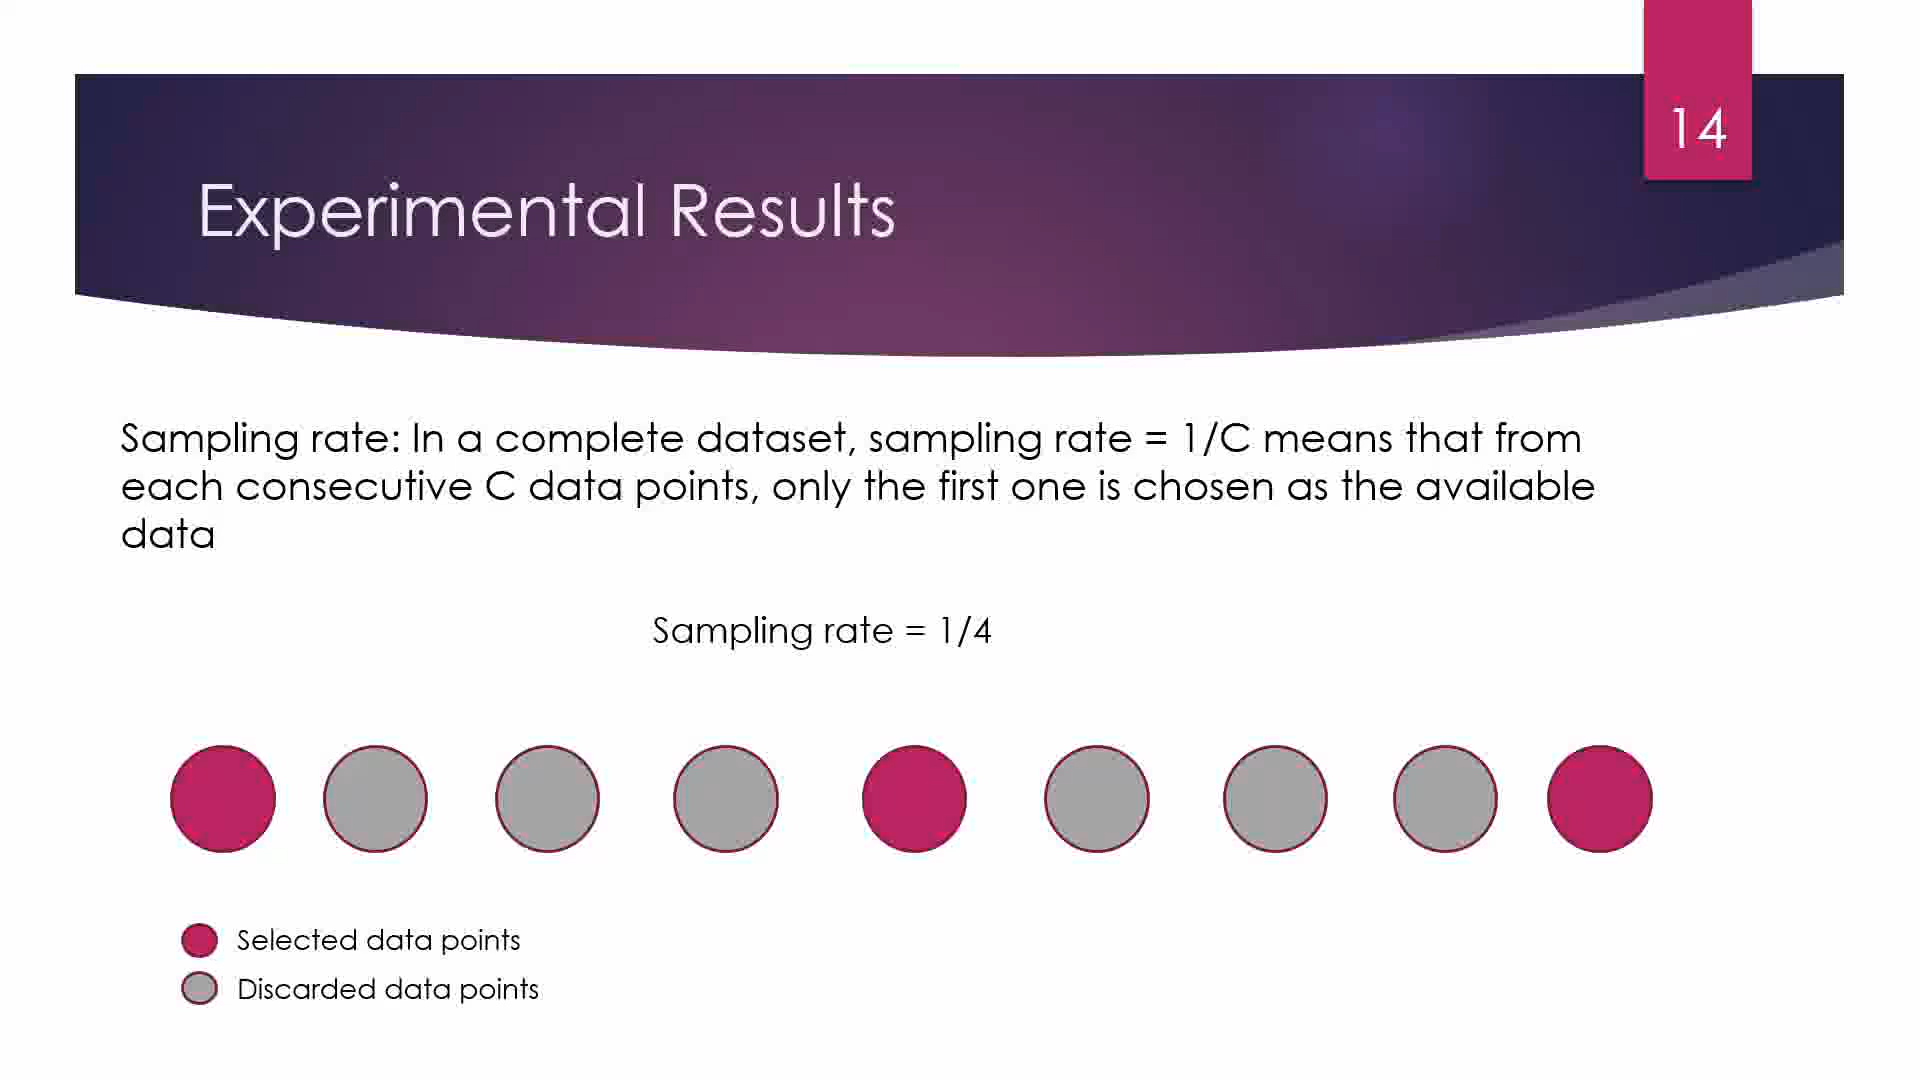 14
Experimental Results
Sampling rate: In a complete dataset, sampling rate = 1/C means that from
each consecutive C data points, only the first one is chosen as the available
data
Sampling rate = 1/4
Selected data points
Discarded data points